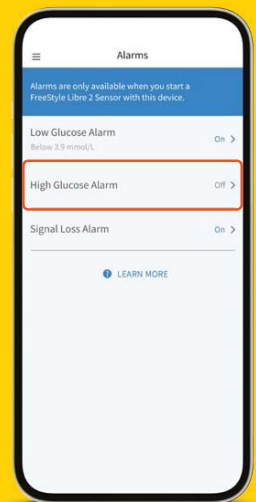 Alarms
Alarms are only available when you start a
FreeStyle Libre 2 Sensor with this device.
Low Glucose Alarm
On
Below 3.9 mmol/L
High Glucose Alarm
Off
Signal Loss Alarm
On
LEARN MORE